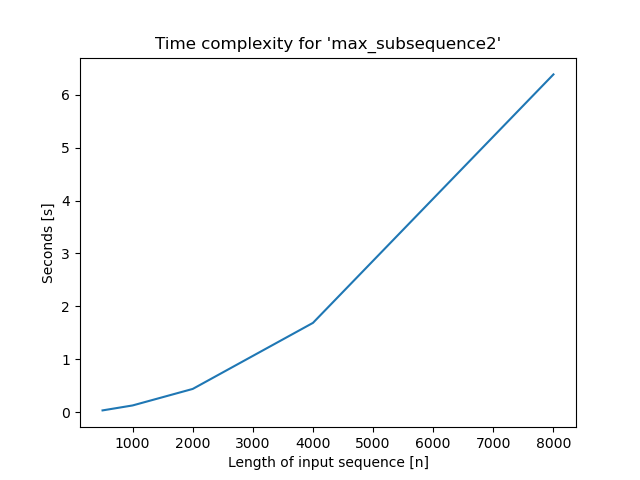 Time complexity for 'max_subsequence2'
Seconds [s]
6
5
4
3
2
1
0
1000 2000 3000 4000 5000 6000 7000 8000
Length of input sequence [n]